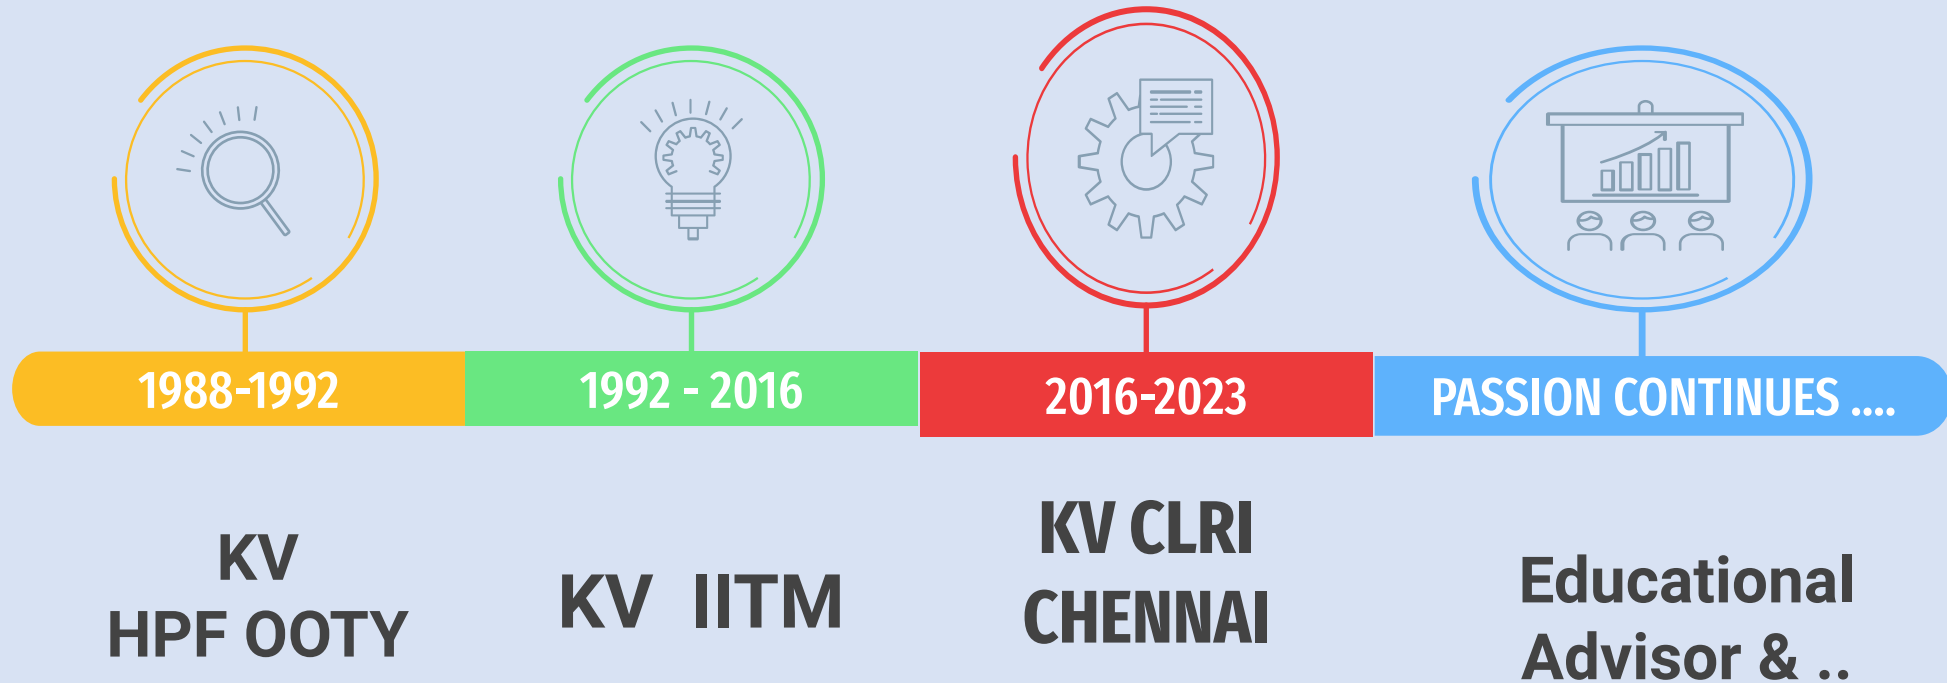 1988-1992
1992 - 2016
2016-2023
PASSION CONTINUES ....
KV
HPF OOTY
KV IITM
KV CLRI
CHENNAI
Educational
Advisor & ..